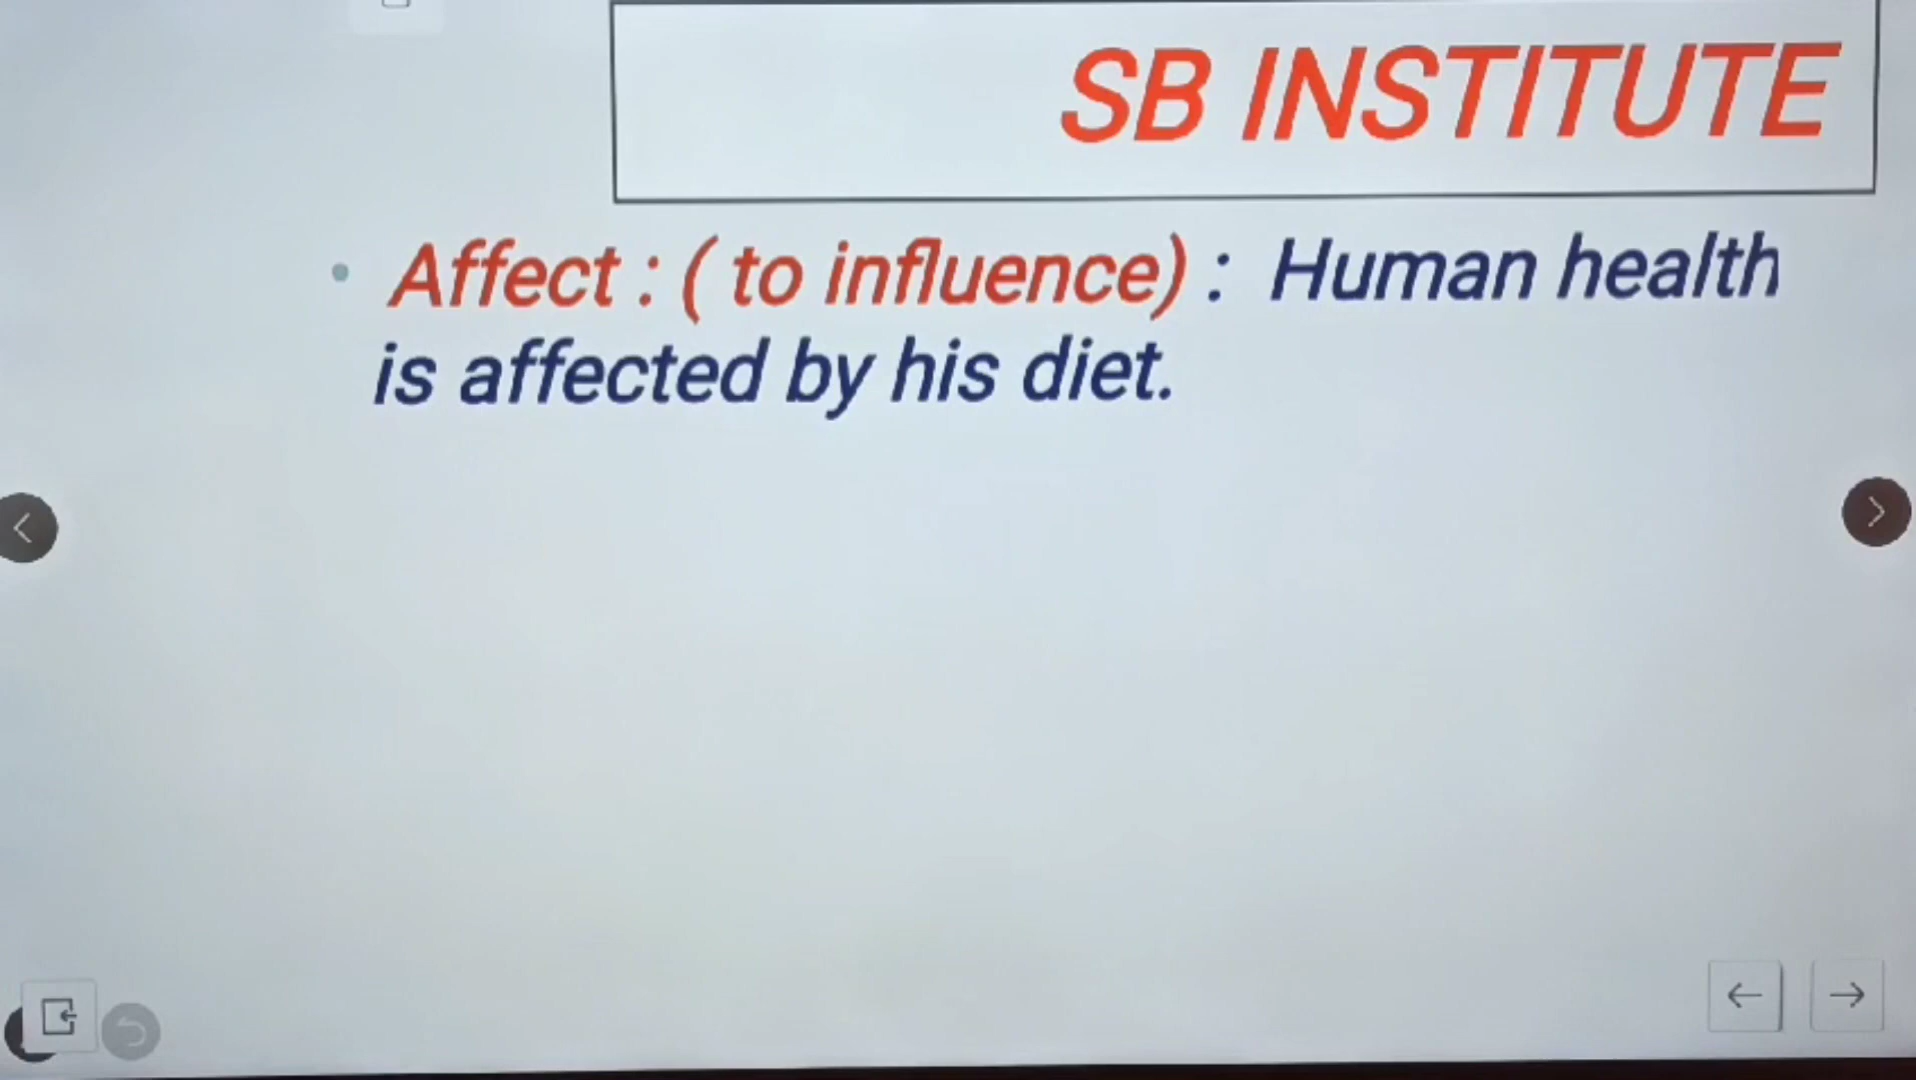 SB INSTITUTE
• Affect : ( to influence) : Human health
is affected by his diet.